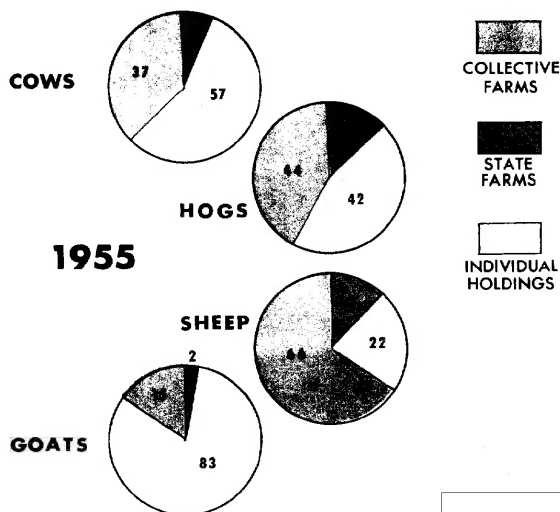 COWS
37
57
COLLECTIVE
FARMS
STATE
FARMS
44
42
HOGS
INDIVIDUAL
HOLDINGS
1955
SHEEP
22
2
GOATS
83